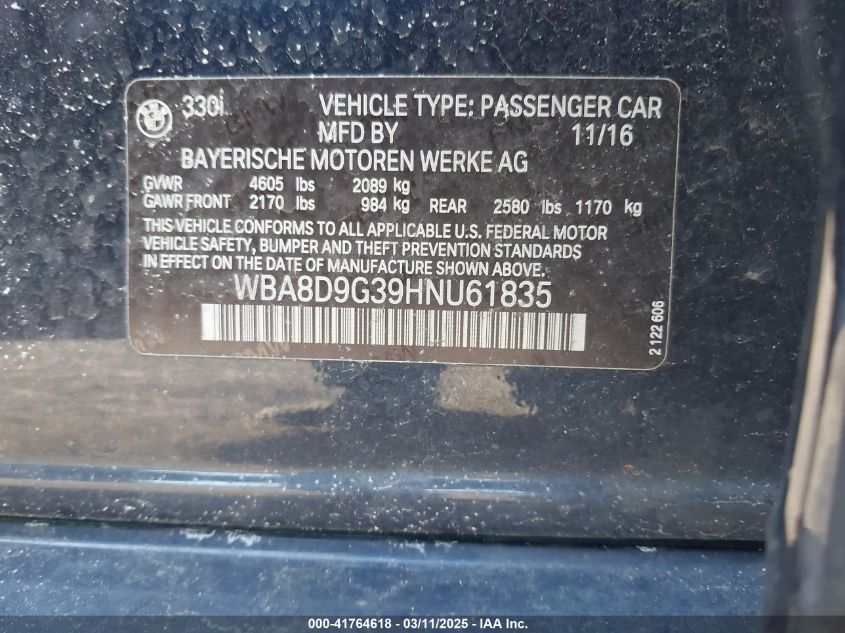 330i VEHICLE TYPE: PASSENGER CAR
MFD BY 11/16
BAYERISCHE MOTOREN WERKE AG
GVWR 4605 lbs 2089 kg
GAWR FRONT 2170 lbs 984 kg REAR 2580 lbs 1170 kg
THIS VEHICLE CONFORMS TO ALL APPLICABLE U.S. FEDERAL MOTOR
VEHICLE SAFETY, BUMPER AND THEFT PREVENTION STANDARDS
IN EFFECT ON THE DATE OF MANUFACTURE SHOWN ABOVE.
WBA8D9G39HNU61835
2 122 606
000-41764618 - 03/11/2025 - IAA Inc.